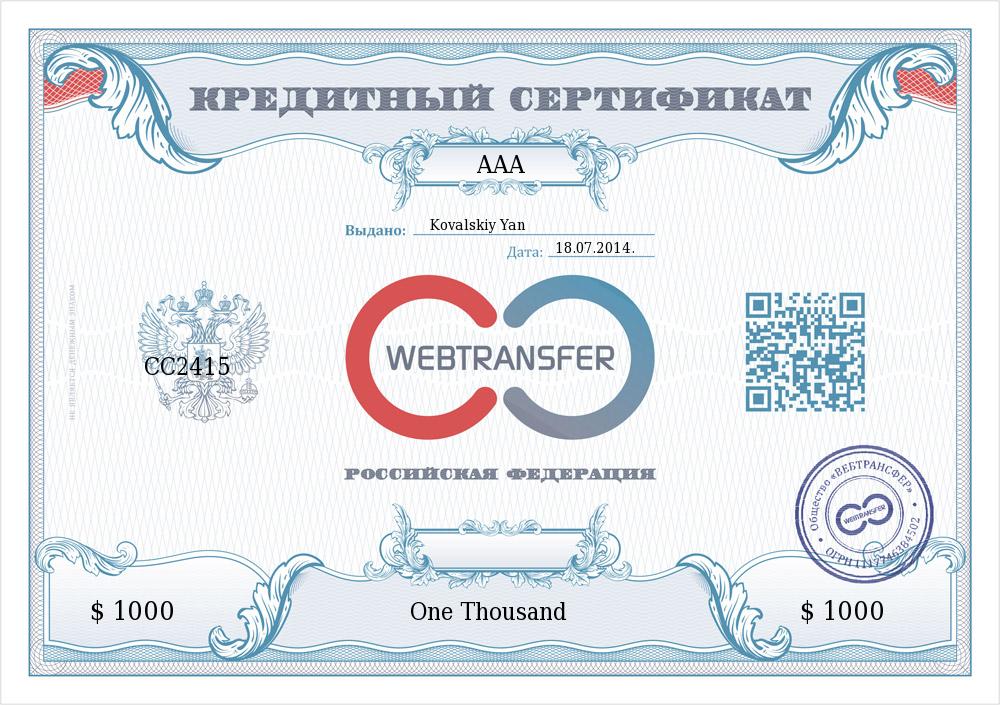 КРЕДИТНЫЙ СЕРТИФИКАТ
AAA
Выдано: Kovalskiy Yan
Дата: 18.07.2014.
НЕ ЯВЛЯЕТСЯ ДЕНЕЖНЫМ ЗНАКОМ
CC2415
WEBTRANSFER
РОССИЙСКАЯ ФЕДЕРАЦИЯ
Общество «ВЕБТРАНСФЕР»
WEBTRANSFER
ОГРН 1117746384502
$ 1000
One Thousand
$ 1000